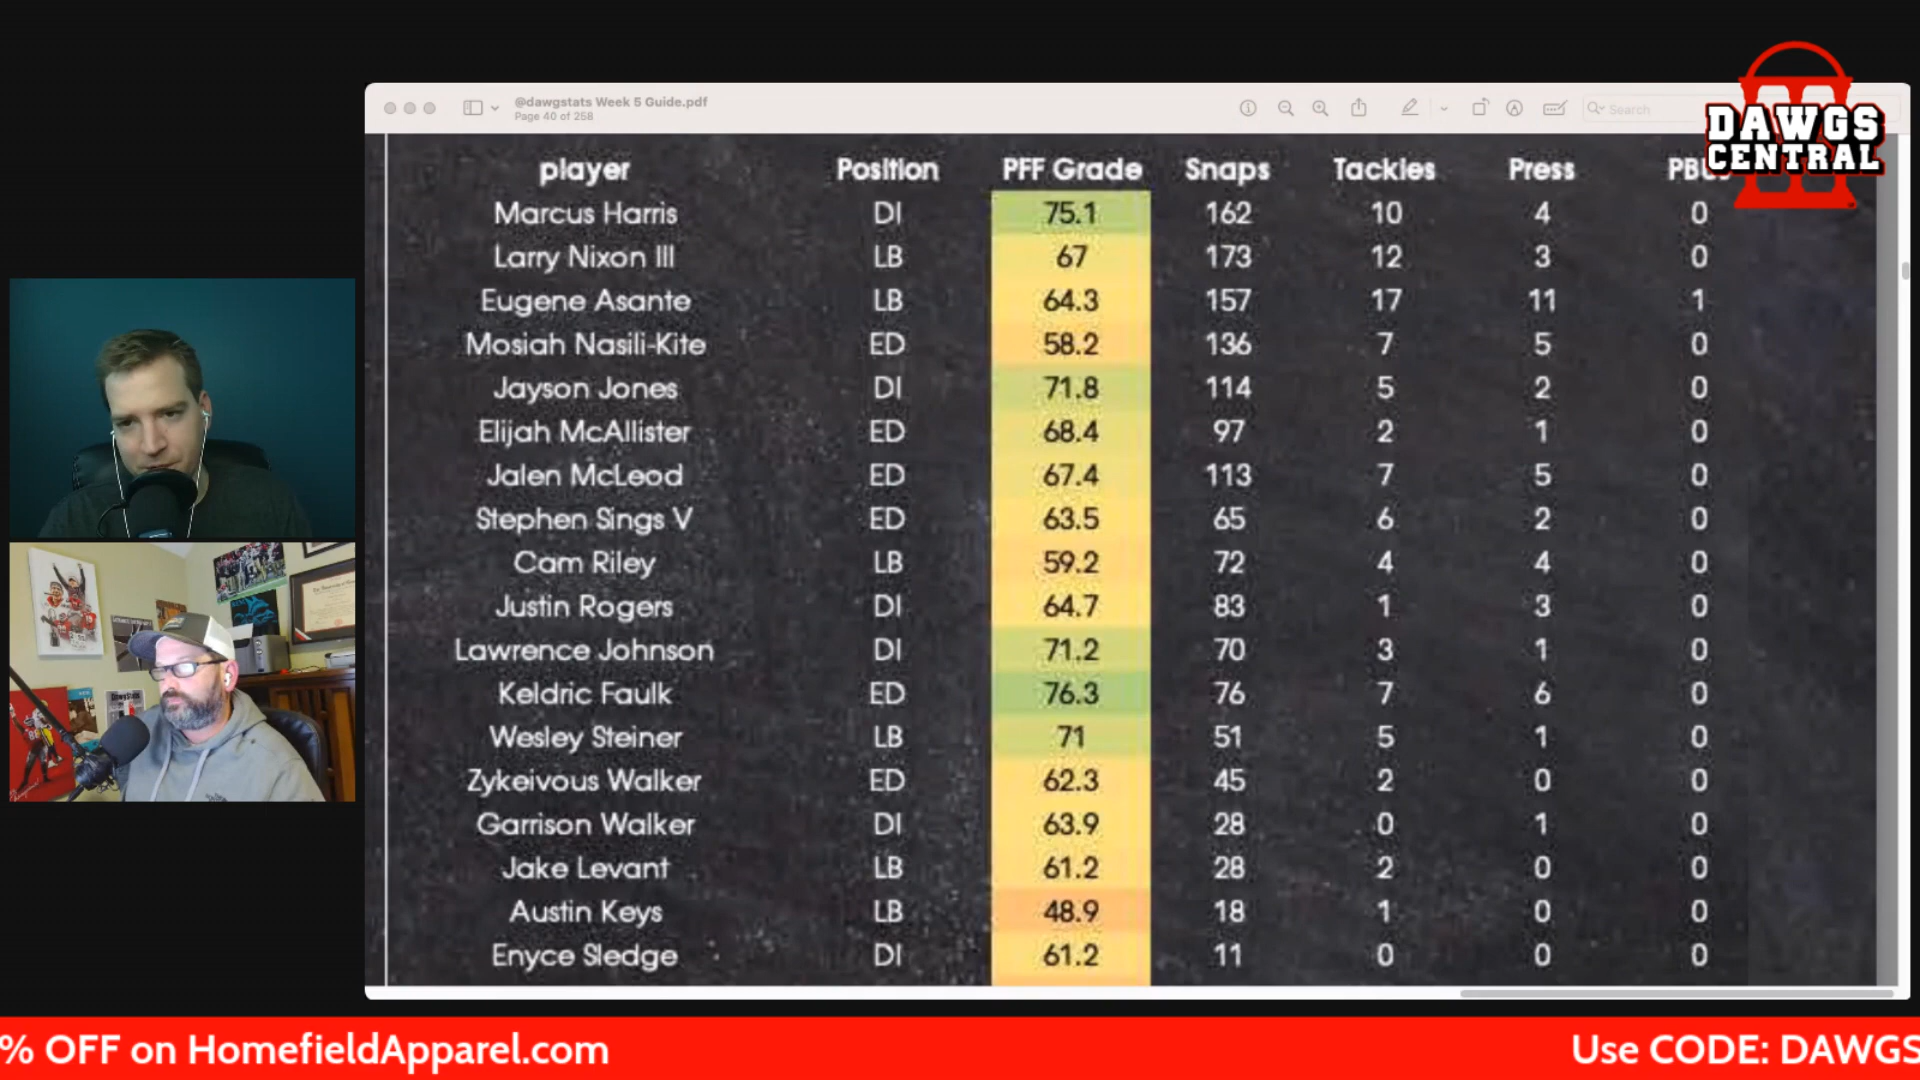 @dawgstats Week 5 Guide.pdf
Page 40 of 258
Search
DAWGS
CENTRAL
player Position PFF Grade Snaps Tackles Press
Marcus Harris DI 75.1 162 10 4 0
Larry Nixon III LB 67 173 12 3 0
Eugene Asante LB 64.3 157 17 11 1
Mosiah Nasili-Kite ED 58.2 136 7 5 0
Jayson Jones DI 71.8 114 5 2 0
Elijah McAllister ED 68.4 97 2 1 0
Jalen McLeod ED 67.4 113 7 5 0
Stephen Sings V ED 63.5 65 6 2 0
Cam Riley LB 59.2 72 4 4 0
Justin Rogers DI 64.7 83 1 3 0
Lawrence Johnson DI 71.2 70 3 1 0
Keldric Faulk ED 76.3 76 7 6 0
Wesley Steiner LB 71 51 5 1 0
Zykeivous Walker ED 62.3 45 2 0 0
Garrison Walker DI 63.9 28 0 1 0
Jake Levant LB 61.2 28 2 0 0
Austin Keys LB 48.9 18 1 0 0
Enyce Sledge DI 61.2 11 0 0 0
% OFF on HomefieldApparel.com Use CODE: DAWGS